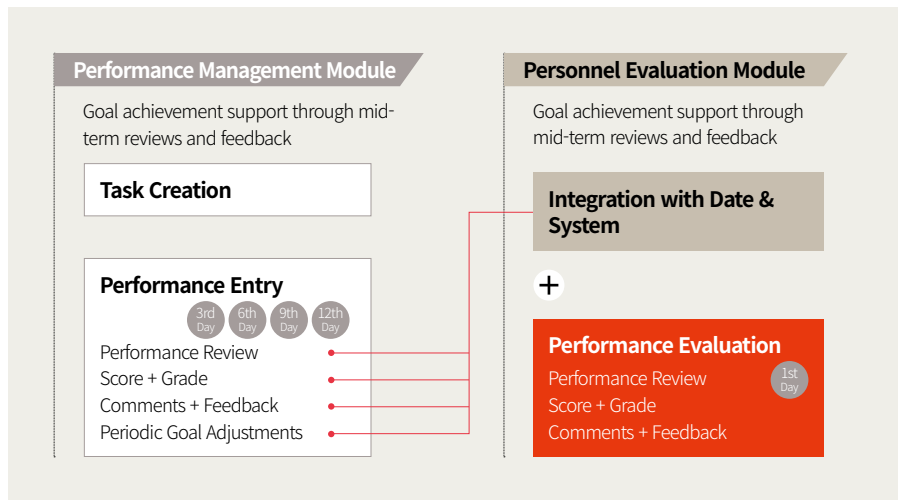 Performance Management Module
Goal achievement support through mid-
term reviews and feedback
Task Creation
Performance Entry
3rd
Day
6th
Day
9th
Day
12th
Day
Performance Review
Score + Grade
Comments + Feedback
Periodic Goal Adjustments
Personnel Evaluation Module
Goal achievement support through
mid-term reviews and feedback
Integration with Date &
System
+
Performance Evaluation
1st
Day
Performance Review
Score + Grade
Comments + Feedback